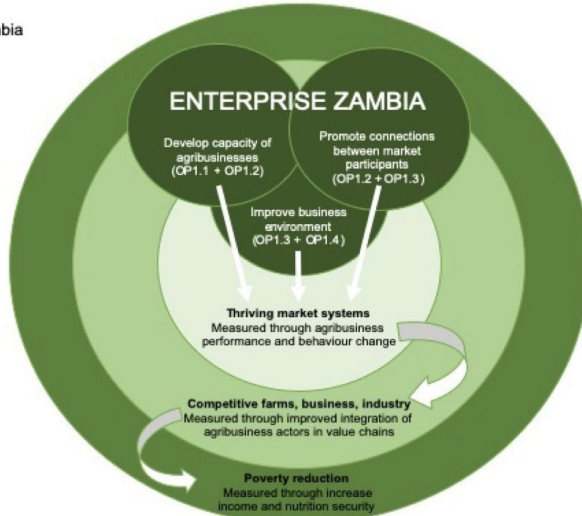 ENTERPRISE ZAMBIA
Develop capacity of
agribusinesses
(OP1.1 + OP1.2)
Promote connections
between market
participants
(OP1.2 + OP1.3)
Improve business
environment
(OP1.3 + OP1.4)
Thriving market systems
Measured through agribusiness
performance and behaviour change
Competitive farms, business, industry
Measured through improved integration of
agribusiness actors in value chains
Poverty reduction
Measured through increase
income and nutrition security